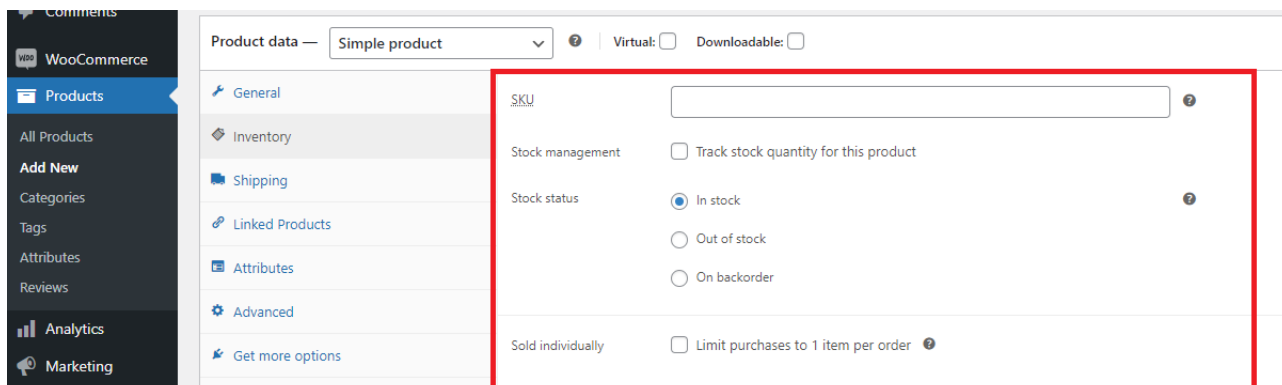 Comments
WooCommerce
Products
All Products
Add New
Categories
Tags
Attributes
Reviews
Analytics
Marketing
Product data — Simple product Virtual: Downloadable:
General
Inventory
Shipping
Linked Products
Attributes
Advanced
Get more options
SKU
Stock management Track stock quantity for this product
Stock status In stock
Out of stock
On backorder
Sold individually Limit purchases to 1 item per order